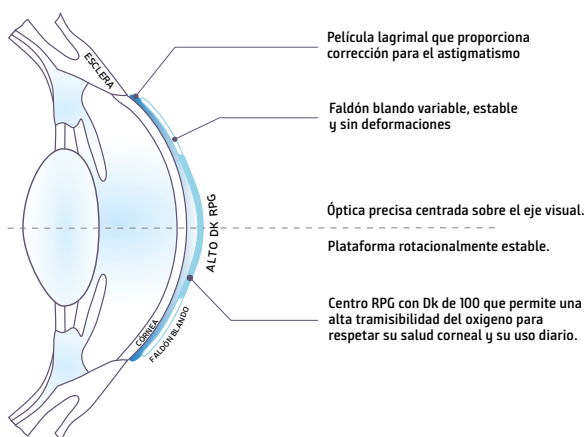 Película lagrimal que proporciona
corrección para el astigmatismo
ESCLERA
Faldón blando variable, estable
y sin deformaciones
Óptica precisa centrada sobre el eje visual.
ALTO DK RPG
Plataforma rotacionalmente estable.
Centro RPG con Dk de 100 que permite una
alta tramisibilidad del oxigeno para
respetar su salud corneal y su uso diario.
CÓRNEA
FALDÓN BLANDO